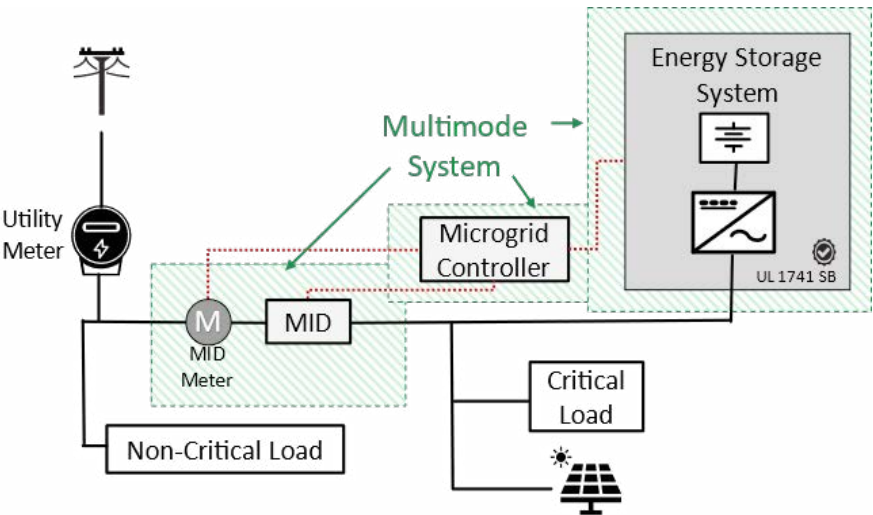 Energy Storage
System
Multimode
System
Utility
Meter
Microgrid
Controller
UL 1741 SB
M
MID
MID
Meter
Critical
Load
Non-Critical Load